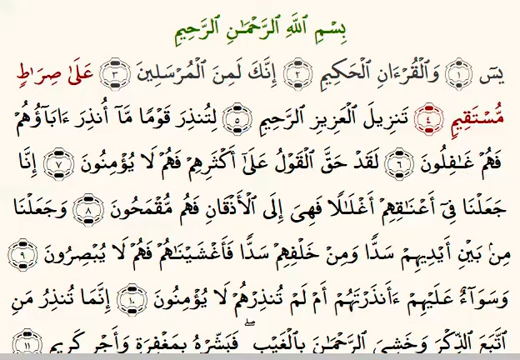 بِسْمِ ٱللَّهِ ٱلرَّحْمَـٰنِ ٱلرَّحِيمِ
يسٓ ١ وَٱلْقُرْءَانِ ٱلْحَكِيمِ ٢ إِنَّكَ لَمِنَ ٱلْمُرْسَلِينَ ٣ عَلَىٰ صِرَٰطٍ
مُّسْتَقِيمٍ ٤ تَنزِيلَ ٱلْعَزِيزِ ٱلرَّحِيمِ ٥ لِتُنذِرَ قَوْمًا مَّآ أُنذِرَ ءَابَآؤُهُمْ
فَهُمْ غَـٰفِلُونَ ٦ لَقَدْ حَقَّ ٱلْقَوْلُ عَلَىٰٓ أَكْثَرِهِمْ فَهُمْ لَا يُؤْمِنُونَ ٧ إِنَّا
جَعَلْنَا فِىٓ أَعْنَـٰقِهِمْ أَغْلَـٰلًا فَهِىَ إِلَى ٱلْأَذْقَانِ فَهُم مُّقْمَحُونَ ٨ وَجَعَلْنَا
مِنۢ بَيْنِ أَيْدِيهِمْ سَدًّا وَمِنْ خَلْفِهِمْ سَدًّا فَأَغْشَيْنَـٰهُمْ فَهُمْ لَا يُبْصِرُونَ ٩
وَسَوَآءٌ عَلَيْهِمْ ءَأَنذَرْتَهُمْ أَمْ لَمْ تُنذِرْهُمْ لَا يُؤْمِنُونَ ١٠ إِنَّمَا تُنذِرُ مَنِ
ٱتَّبَعَ ٱلذِّكْرَ وَخَشِىَ ٱلرَّحْمَـٰنَ بِٱلْغَيْبِ ۖ فَبَشِّرْهُ بِمَغْفِرَةٍ وَأَجْرٍ كَرِيمٍ ١١